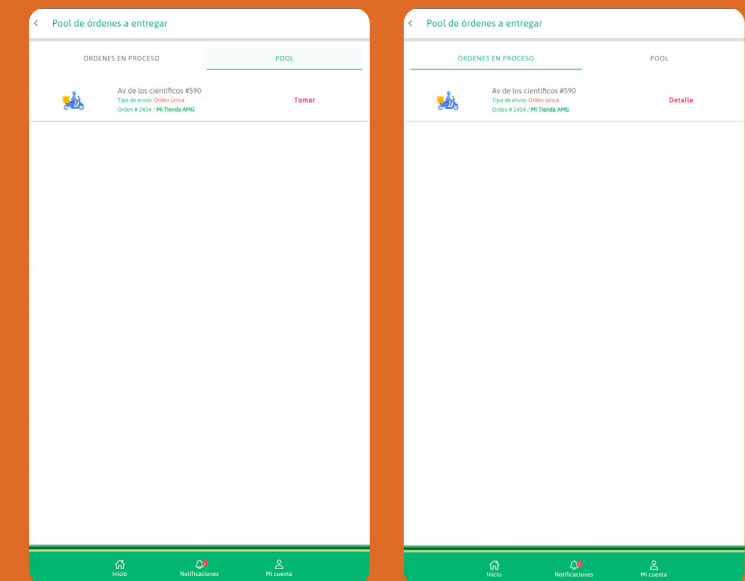 Pool de órdenes a entregar
ÓRDENES EN PROCESO
POOL
Av de los científicos #590
Tipo de envío: Orden única
Orden # 2454 / Mi Tienda AMG
Tomar
Inicio
Notificaciones
Mi cuenta
Pool de órdenes a entregar
ÓRDENES EN PROCESO
POOL
Av de los científicos #590
Tipo de envío: Orden única
Orden # 2454 / Mi Tienda AMG
Detalle
Inicio
Notificaciones
Mi cuenta